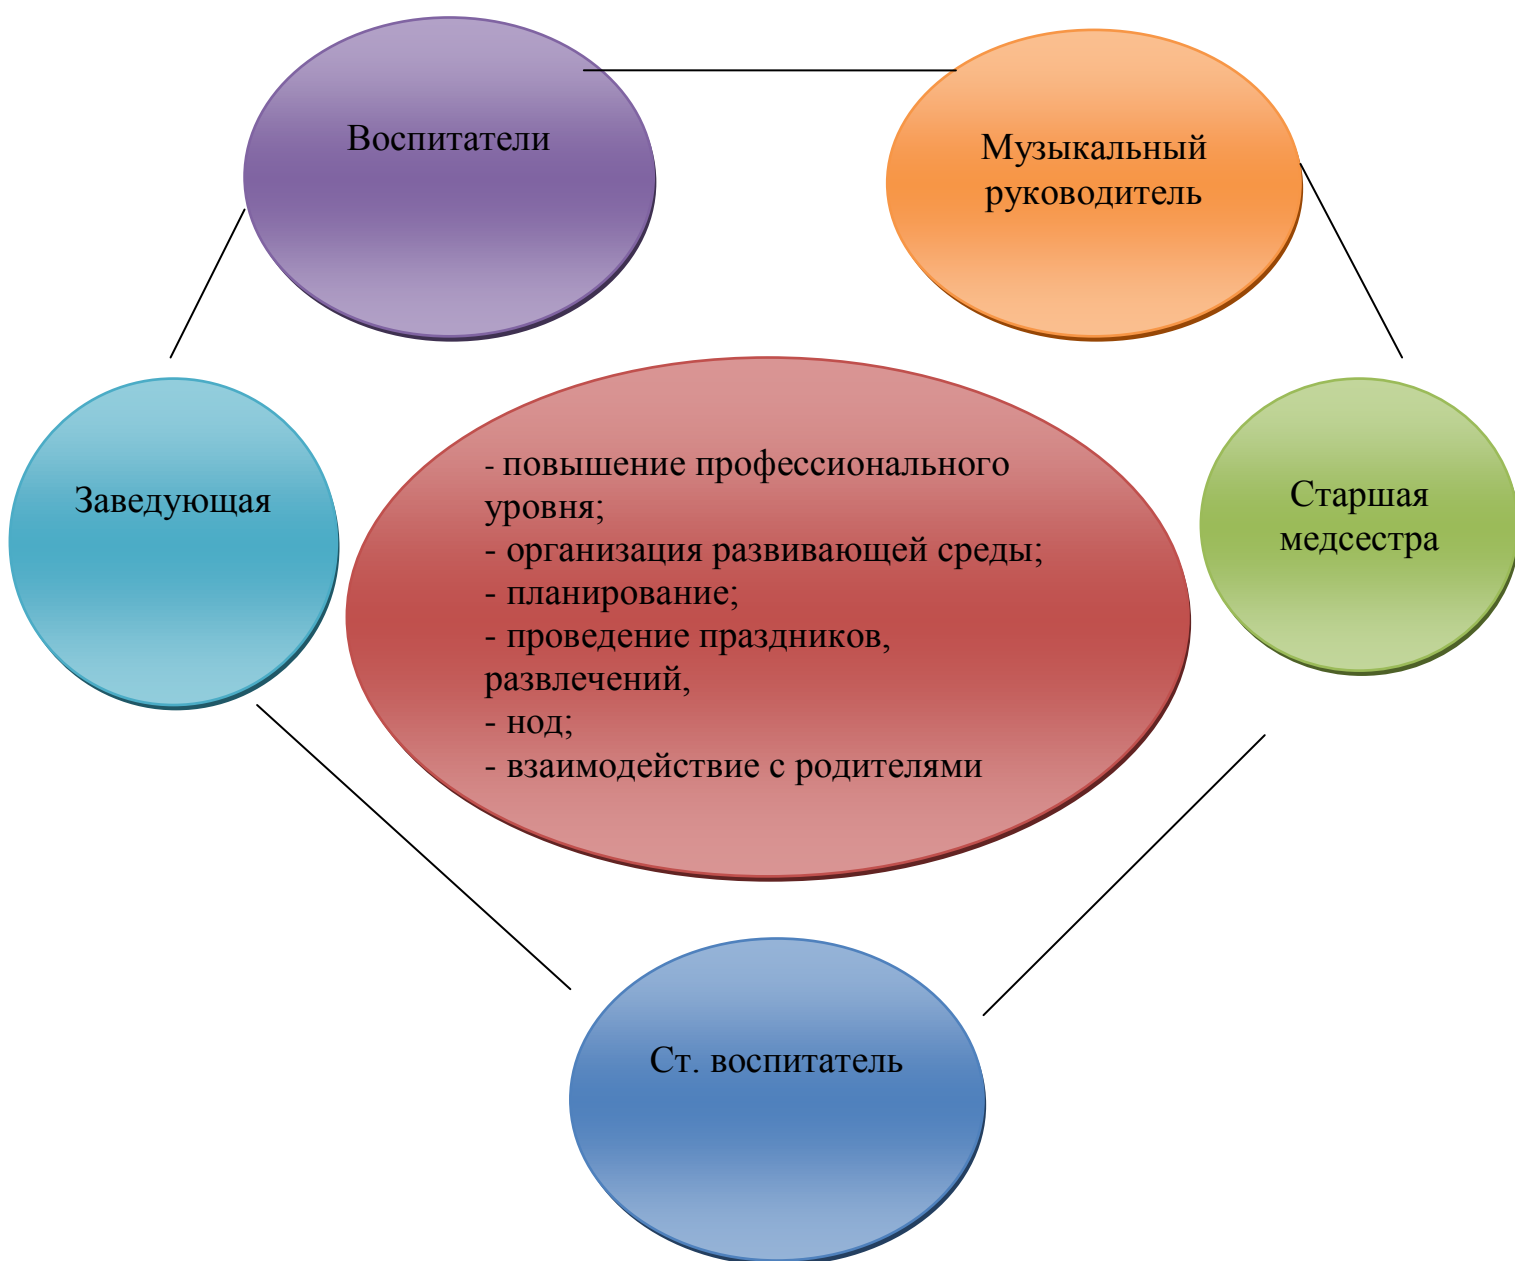 Воспитатели
Музыкальный
руководитель
Заведующая
- повышение профессионального
уровня;
- организация развивающей среды;
- планирование;
- проведение праздников,
развлечений,
- нод;
- взаимодействие с родителями
Старшая
медсестра
Ст. воспитатель